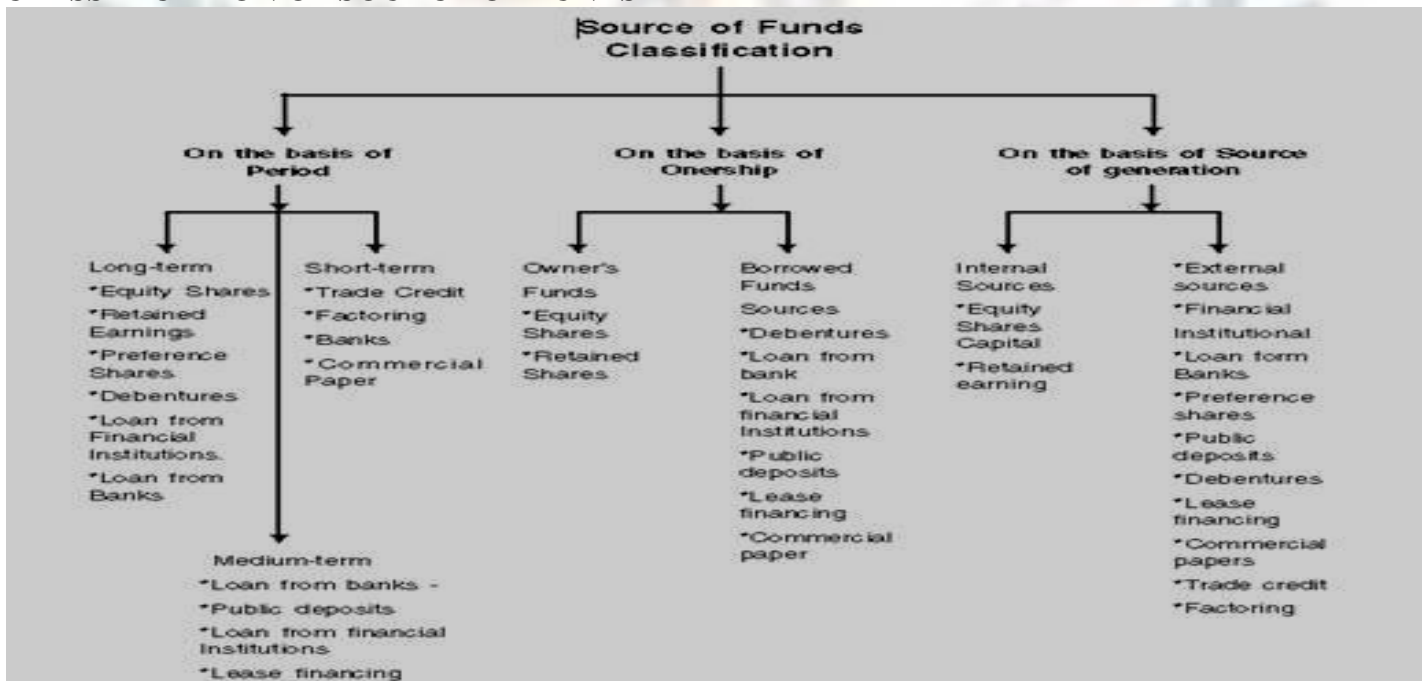 Source of Funds
Classification
On the basis of
Period
On the basis of
Onership
On the basis of Source
of generation
Long-term
*Equity Shares
*Retained
Earnings
*Preference
Shares
*Debentures
*Loan from
Financial
Institutions.
*Loan from
Banks
Short-term
*Trade Credit
*Factoring
*Banks
*Commercial
Paper
Medium-term
*Loan from banks -
*Public deposits
*Loan from financial
Institutions
*Lease financing
Owner's
Funds
*Equity
Shares
*Retained
Shares
Borrowed
Funds
Sources
*Debentures
*Loan from
bank
*Loan from
financial
Institutions
*Public
deposits
*Lease
financing
*Commercial
paper
Internal
Sources
*Equity
Shares
Capital
*Retained
earning
*External
sources
*Financial
Institutional
*Loan form
Banks
*Preference
shares
*Public
deposits
*Debentures
*Lease
financing
*Commercial
papers
*Trade credit
*Factoring